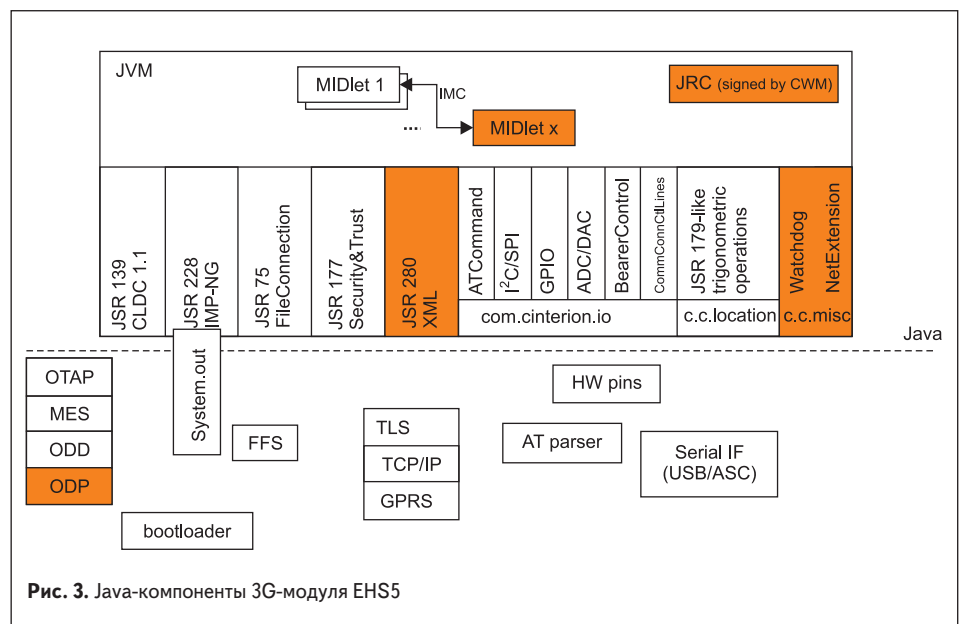 JVM
MIDlet 1
IMC
....
MIDlet x
JRC (signed by CWM)
JSR 139
CLDC 1.1
JSR 228
IMP-NG
JSR 75
FileConnection
JSR 177
Security&Trust
JSR 280
XML
ATCommand
I²C/SPI
GPIO
ADC/DAC
BearerControl
CommConnCtlLines
JSR 179-like
trigonometric
operations
Watchdog
NetExtension
com.cinterion.io
c.c.location
c.c.misc
Java
System.out
OTAP
MES
ODD
ODP
FFS
bootloader
TLS
TCP/IP
GPRS
HW pins
AT parser
Serial IF
(USB/ASC)
Рис. 3. Java-компоненты 3G-модуля EHS5